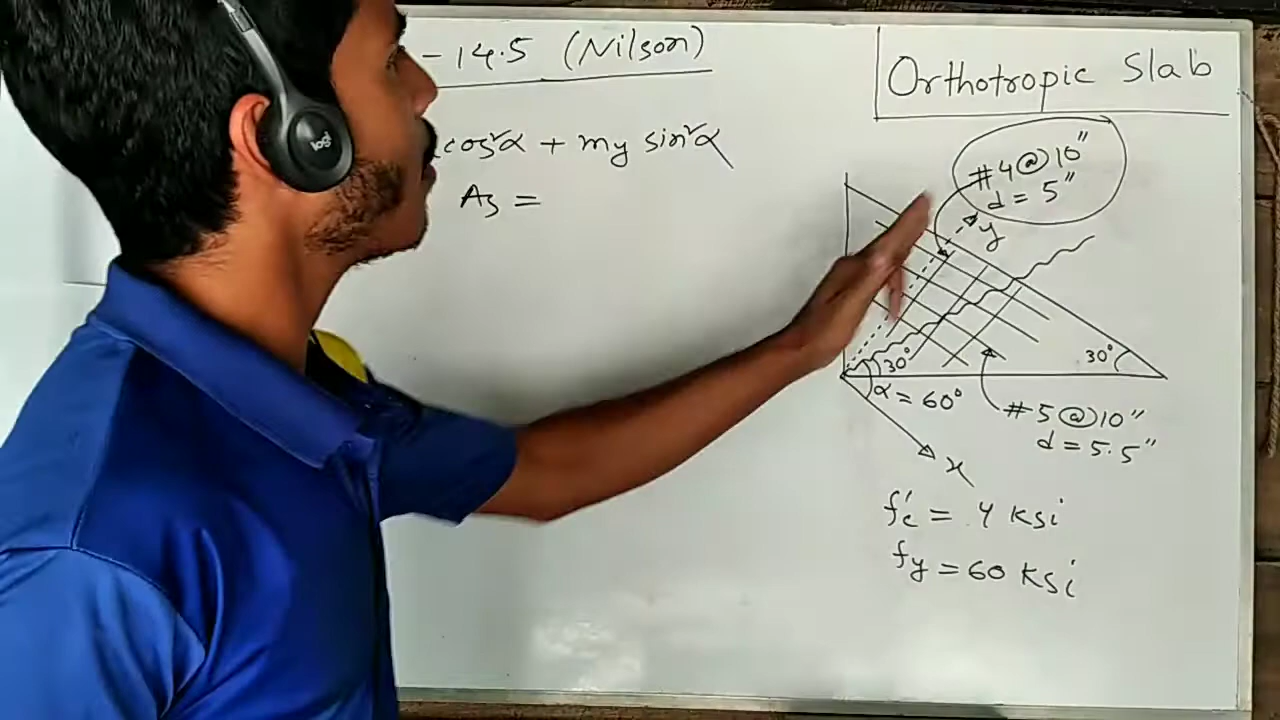 - 14.5 (Nilson)
Orthotropic Slab
cos²α + my sin²α
As =
#4@10"
d = 5"
y
30°
30°
α = 60°
#5@10"
d = 5.5"
x
f'c = 4 ksi
fy = 60 ksi
logi